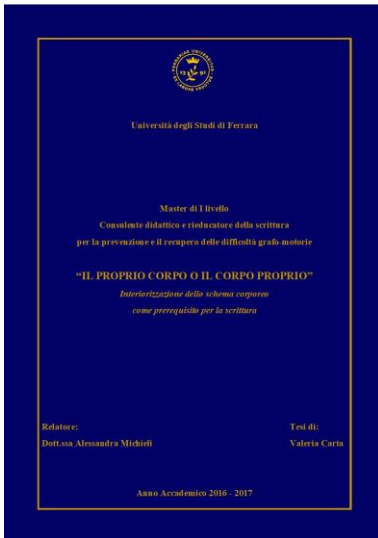 Università degli Studi di Ferrara
Master di I livello
Consulente didattico e rieducatore della scrittura
per la prevenzione e il recupero delle difficoltà grafo-motorie
“IL PROPRIO CORPO O IL CORPO PROPRIO”
Interiorizzazione dello schema corporeo
come prerequisito per la scrittura
Relatore:
Tesi di:
Dott.ssa Alessandra Michieli
Valeria Carta
Anno Accademico 2016 - 2017